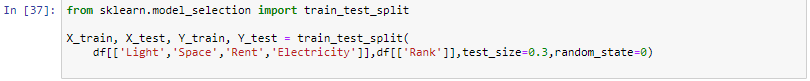 In [37]: from sklearn.model_selection import train_test_split
X_train, X_test, Y_train, Y_test = train_test_split(
df[['Light','Space','Rent','Electricity']],df[['Rank']],test_size=0.3,random_state=0)